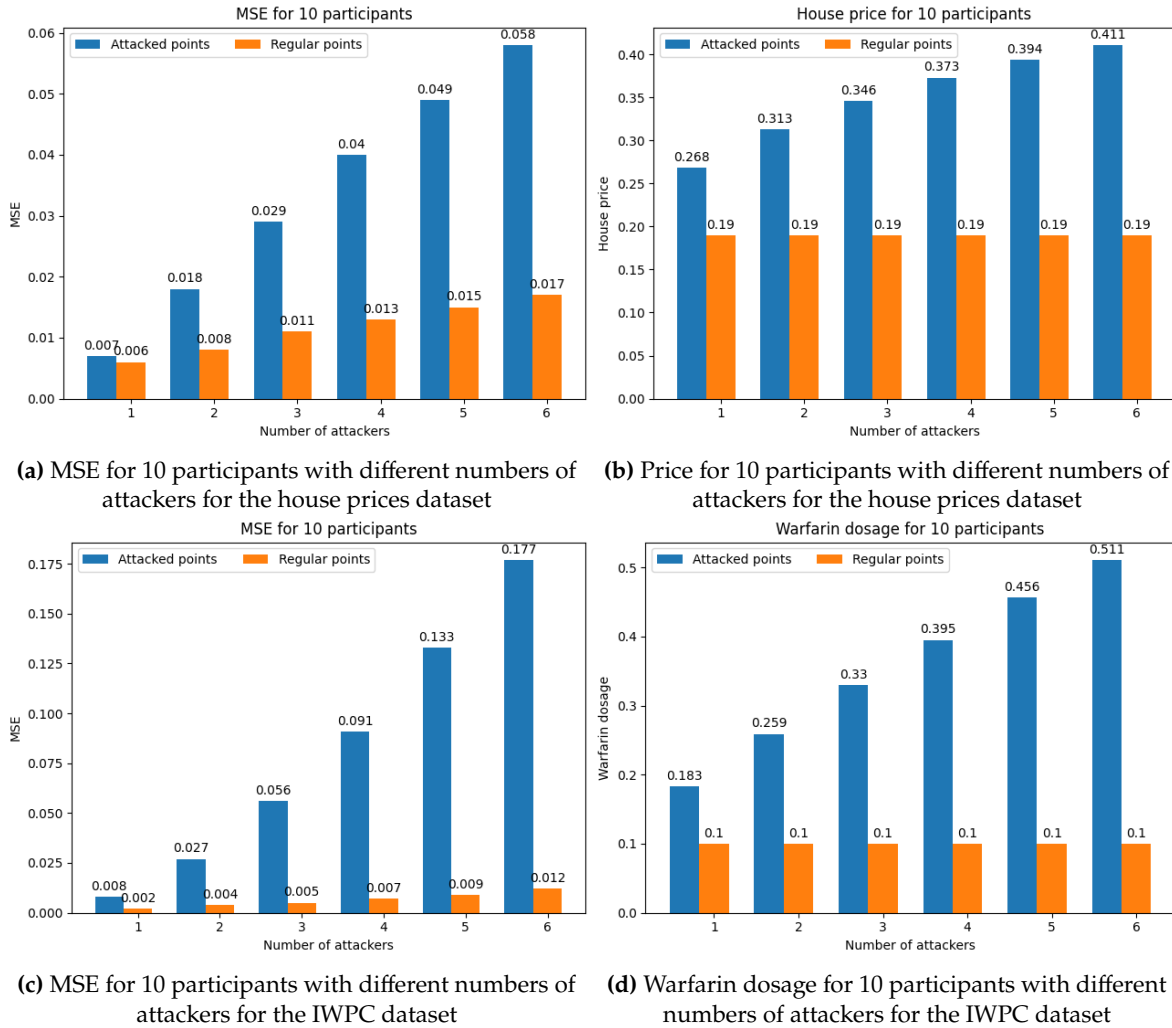 MSE for 10 participants
Attacked points
Regular points
0.06
0.05
0.04
0.03
0.02
0.01
0.00
MSE
0.007
0.006
0.018
0.008
0.029
0.011
0.04
0.013
0.049
0.015
0.058
0.017
1 2 3 4 5 6
Number of attackers
House price for 10 participants
Attacked points
Regular points
0.40
0.35
0.30
0.25
0.20
0.15
0.10
0.05
0.00
House price
0.268
0.19
0.313
0.19
0.346
0.19
0.373
0.19
0.394
0.19
0.411
0.19
1 2 3 4 5 6
Number of attackers
(a) MSE for 10 participants with different numbers of
attackers for the house prices dataset
(b) Price for 10 participants with different numbers of
attackers for the house prices dataset
MSE for 10 participants
Attacked points
Regular points
0.175
0.150
0.125
0.100
0.075
0.050
0.025
0.000
MSE
0.008
0.002
0.027
0.004
0.056
0.005
0.091
0.007
0.133
0.009
0.177
0.012
1 2 3 4 5 6
Number of attackers
Warfarin dosage for 10 participants
Attacked points
Regular points
0.5
0.4
0.3
0.2
0.1
0.0
Warfarin dosage
0.183
0.1
0.259
0.1
0.33
0.1
0.395
0.1
0.456
0.1
0.511
0.1
1 2 3 4 5 6
Number of attackers
(c) MSE for 10 participants with different numbers of
attackers for the IWPC dataset
(d) Warfarin dosage for 10 participants with different
numbers of attackers for the IWPC dataset